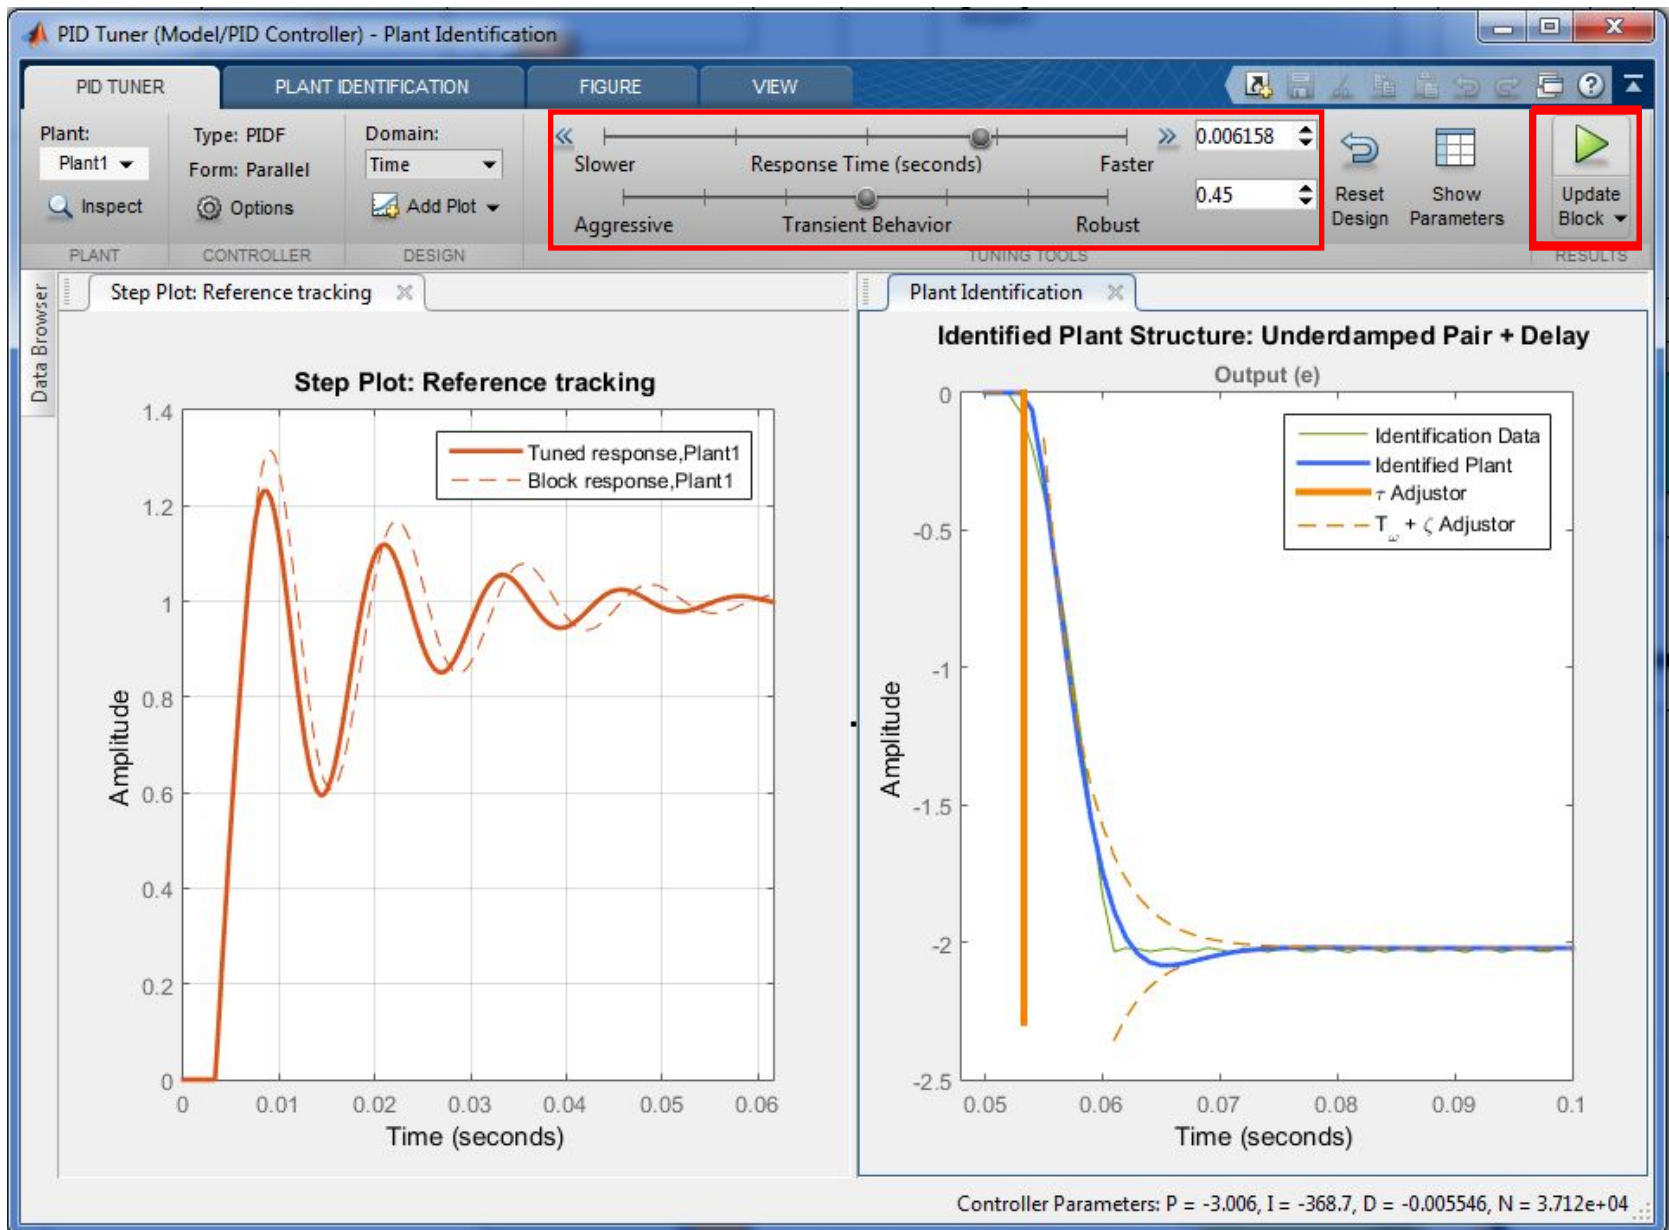 PID Tuner (Model/PID Controller) - Plant Identification
PID TUNER
PLANT IDENTIFICATION
FIGURE
VIEW
Plant:
Plant1
Inspect
PLANT
Type: PIDF
Form: Parallel
Options
CONTROLLER
Domain:
Time
Add Plot
DESIGN
Slower
Response Time (seconds)
Faster
0.006158
Aggressive
Transient Behavior
Robust
0.45
Reset
Design
Show
Parameters
TUNING TOOLS
Update
Block
RESULTS
Data Browser
Step Plot: Reference tracking
Step Plot: Reference tracking
1.4
1.2
1
0.8
0.6
0.4
0.2
0
Amplitude
Tuned response,Plant1
Block response,Plant1
0 0.01 0.02 0.03 0.04 0.05 0.06
Time (seconds)
Plant Identification
Identified Plant Structure: Underdamped Pair + Delay
Output (e)
0
-0.5
-1
-1.5
-2
-2.5
Amplitude
Identification Data
Identified Plant
τ Adjustor
Tω + ζ Adjustor
0.05 0.06 0.07 0.08 0.09 0.1
Time (seconds)
Controller Parameters: P = -3.006, I = -368.7, D = -0.005546, N = 3.712e+04